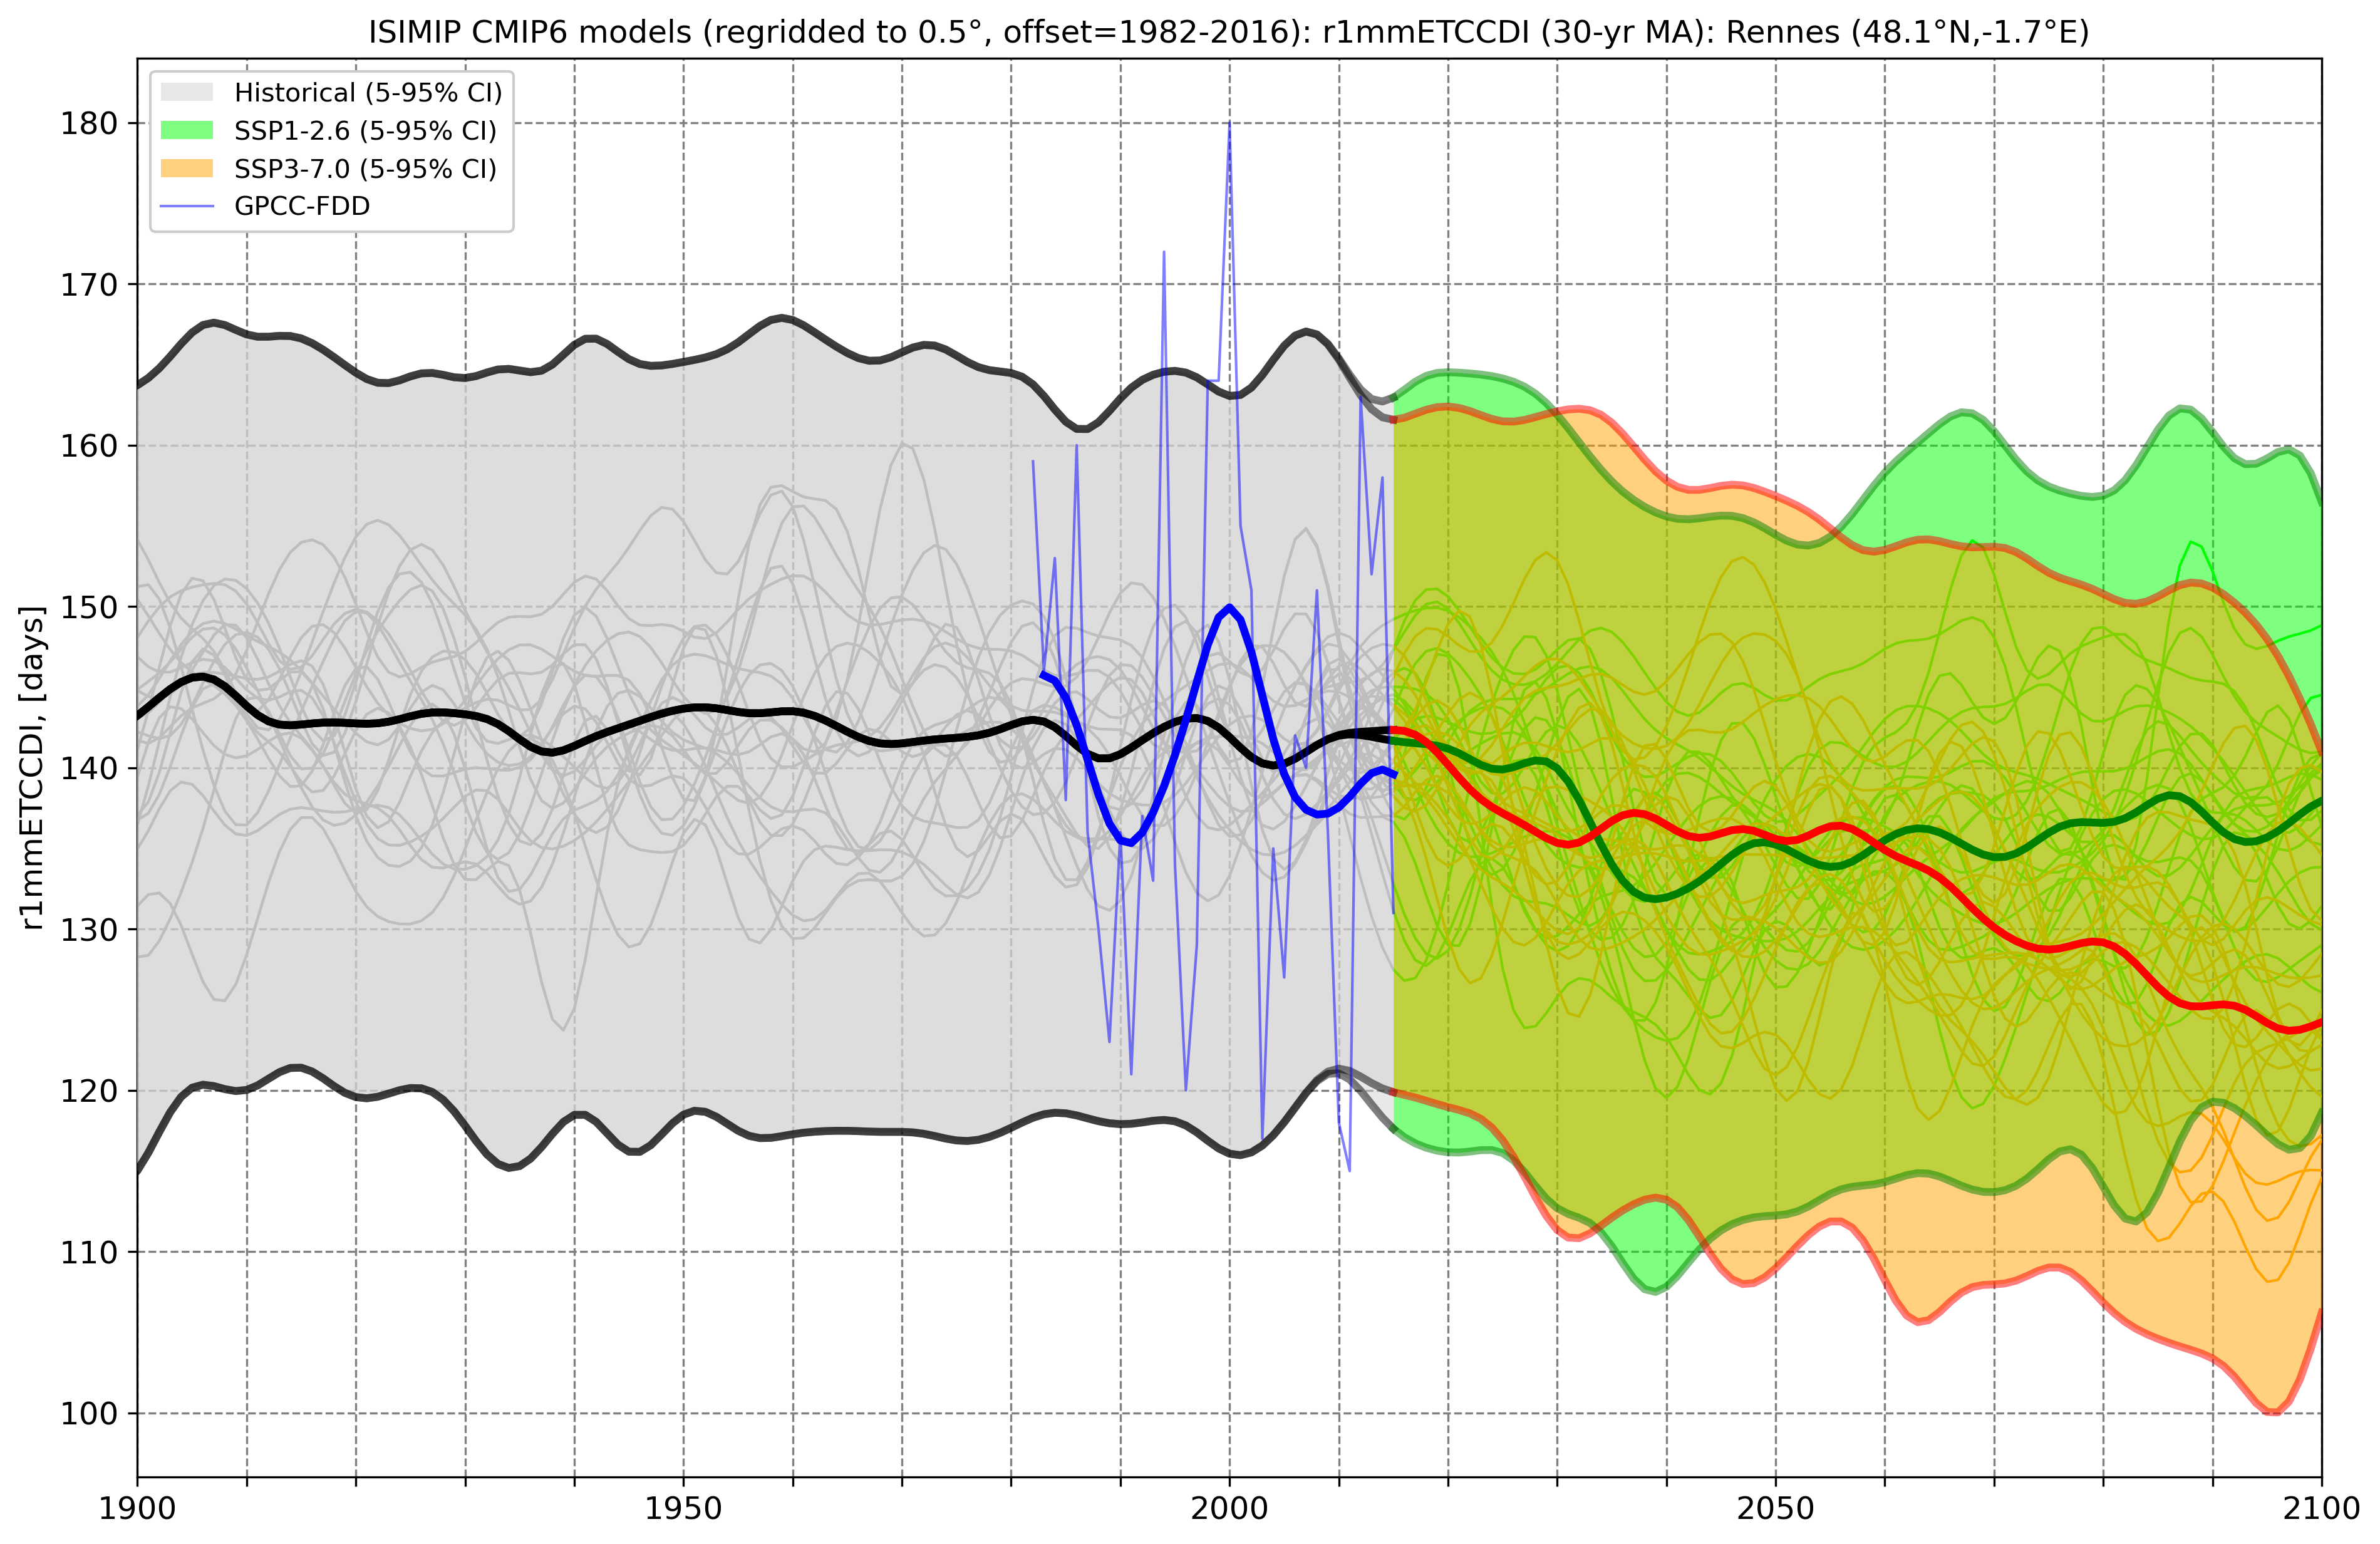 ISIMIP CMIP6 models (regridded to 0.5°, offset=1982-2016): r1mmETCCDI (30-yr MA): Rennes (48.1°N,-1.7°E)
Historical (5-95% CI)
SSP1-2.6 (5-95% CI)
SSP3-7.0 (5-95% CI)
GPCC-FDD
r1mmETCCDI, [days]
180
170
160
150
140
130
120
110
100
1900 1950 2000 2050 2100